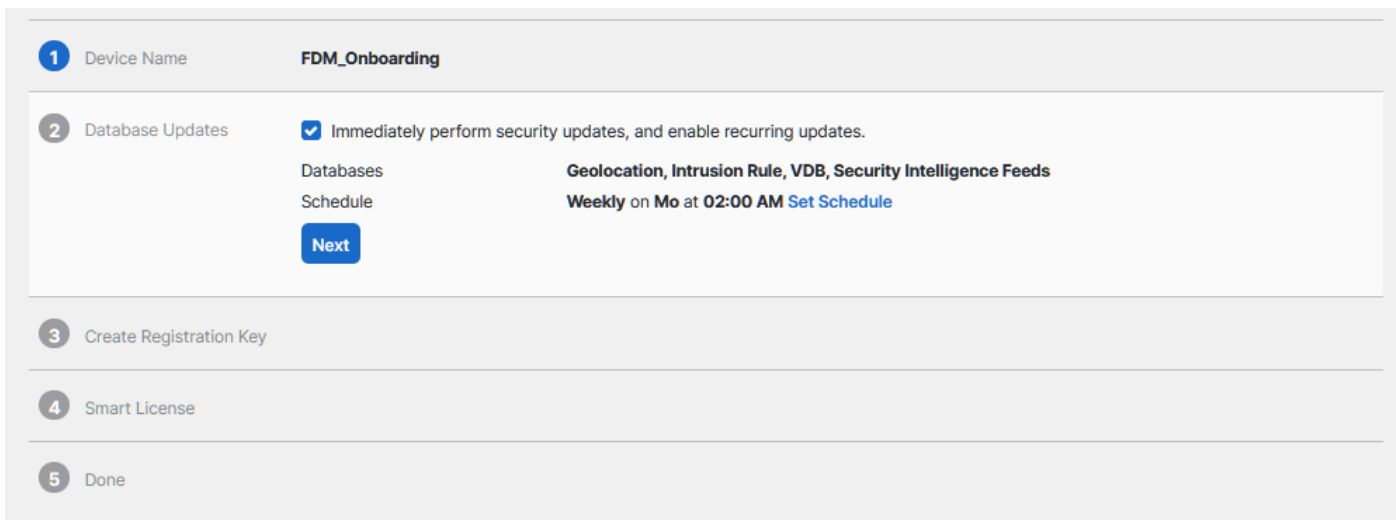 1 Device Name FDM_Onboarding
2 Database Updates Immediately perform security updates, and enable recurring updates.
Databases Geolocation, Intrusion Rule, VDB, Security Intelligence Feeds
Schedule Weekly on Mo at 02:00 AM Set Schedule
Next
3 Create Registration Key
4 Smart License
5 Done